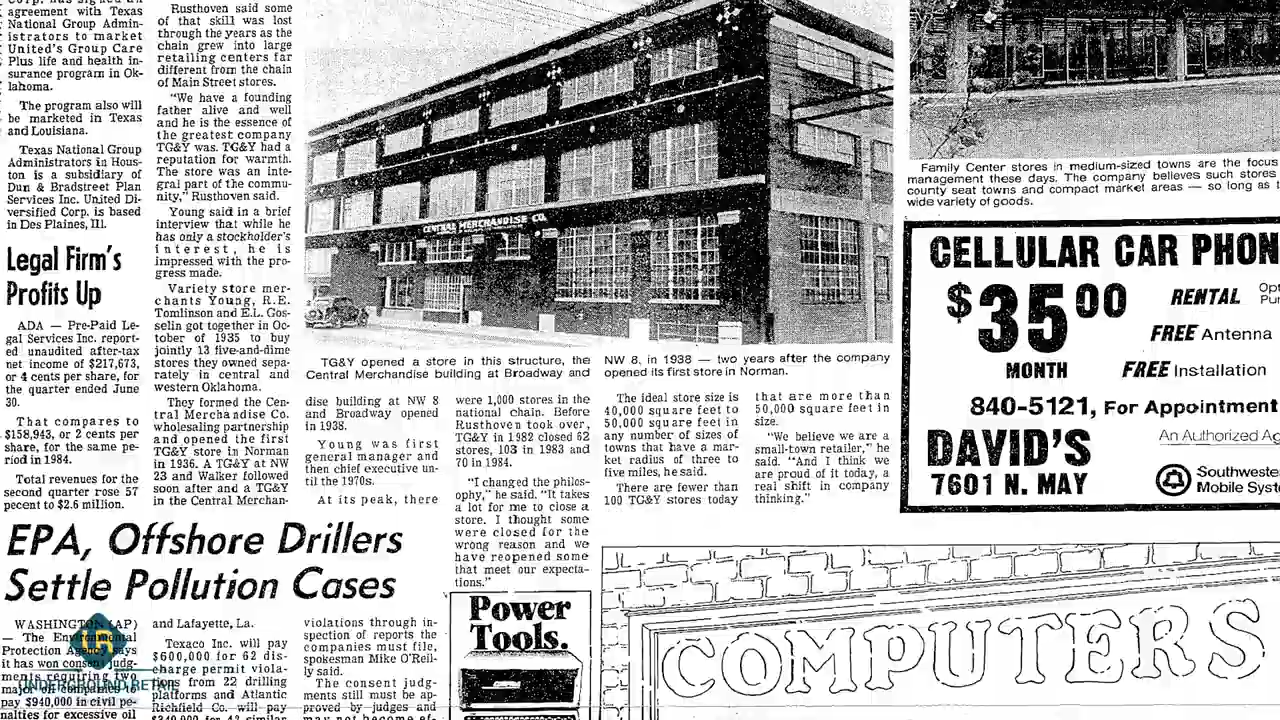 agreement with Texas
National Group Admin-
istrators to market
United's Group Care
Plus life and health in-
surance program in Ok-
lahoma.
The program also will
be marketed in Texas
and Louisiana.
Texas National Group
Administrators in Hous-
ton is a subsidiary of
Dun & Bradstreet Plan
Services Inc. United Di-
versified Corp. is based
in Des Plaines, Ill.
Legal Firm's
Profits Up
ADA — Pre-Paid Le-
gal Services Inc. report-
ed unaudited after-tax
net income of $217,673,
or 4 cents per share, for
the quarter ended June
30.
That compares to
$158,943, or 2 cents per
share, for the same pe-
riod in 1984.
Total revenues for the
second quarter rose 57
pecent to $2.6 million.
Rusthoven said some
of that skill was lost
through the years as the
chain grew into large
retailing centers far
different from the chain
of Main Street stores.
"We have a founding
father alive and well
and he is the essence of
the greatest company
TG&Y was. TG&Y had a
reputation for warmth.
The store was an inte-
gral part of the commu-
nity," Rusthoven said.
Young said in a brief
interview that while he
has only a stockholder's
interest, he is
impressed with the pro-
gress made.
Variety store mer-
chants Young, R.E.
Tomlinson and E.L. Gos-
selin got together in Oc-
tober of 1935 to buy
jointly 13 five-and-dime
stores they owned sepa-
rately in central and
western Oklahoma.
They formed the Cen-
tral Merchandise Co.
wholesaling partnership
and opened the first
TG&Y store in Norman
in 1936. A TG&Y at NW
23 and Walker followed
soon after and a TG&Y
in the Central Merchan-
CENTRAL MERCHANDISE CO.
TG&Y opened a store in this structure, the
Central Merchandise building at Broadway and
NW 8, in 1938 — two years after the company
opened its first store in Norman.
dise building at NW 8
and Broadway opened
in 1938.
Young was first
general manager and
then chief executive un-
til the 1970s.
At its peak, there
were 1,000 stores in the
national chain. Before
Rusthoven took over,
TG&Y in 1982 closed 62
stores, 103 in 1983 and
70 in 1984.
"I changed the philos-
ophy," he said. "It takes
a lot for me to close a
store. I thought some
were closed for the
wrong reason and we
have reopened some
that meet our expecta-
tions."
The ideal store size is
40,000 square feet to
50,000 square feet in
any number of sizes of
towns that have a mar-
ket radius of three to
five miles, he said.
There are fewer than
100 TG&Y stores today
that are more than
50,000 square feet in
size.
"We believe we are a
small-town retailer," he
said. "And I think we
are proud of it today, a
real shift in company
thinking."
Family Center stores in medium-sized towns are the focus
management these days. The company believes such stores
county seat towns and compact market areas — so long as
wide variety of goods.
CELLULAR CAR PHON
$35 00
MONTH
RENTAL
FREE Antenna
FREE Installation
840-5121, For Appointment
DAVID'S
7601 N. MAY
An Authorized
Southweste
Mobile Syst
EPA, Offshore Drillers
Settle Pollution Cases
WASHINGTON (AP)
— The Environmental
Protection Agency says
it has won consent judg-
ments requiring two
major oil companies to
pay $940,000 in civil pe-
nalties for excessive oil
and Lafayette, La.
Texaco Inc. will pay
$600,000 for 62 dis-
charge permit viola-
tions from 22 drilling
platforms and Atlantic
Richfield Co. will pay
$340,000 for 42 similar
violations through in-
spection of reports the
companies must file,
spokesman Mike O'Reil-
ly said.
The consent judg-
ments still must be ap-
proved by judges and
may not become ef-
Power
Tools.
COMPUTERS
UNDERGROUND RETAIL